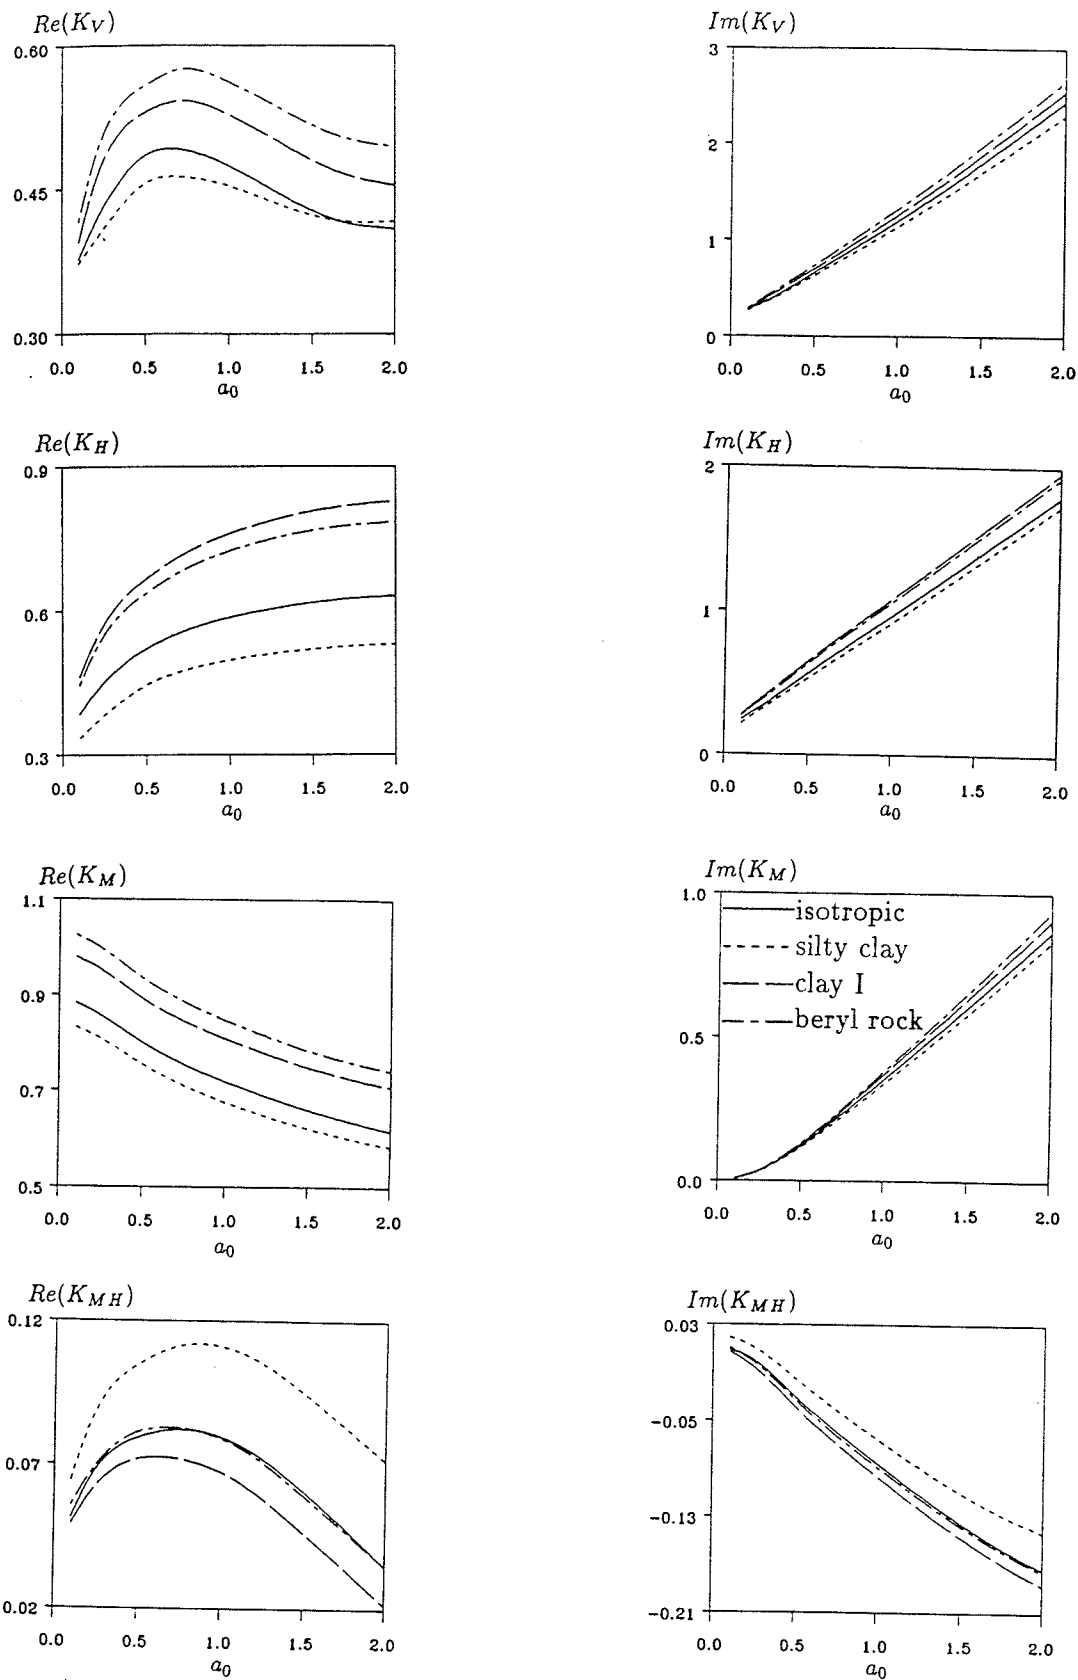 Re(K_V)
0.60
0.45
0.30
0.0 0.5 1.0 1.5 2.0
a_0
Im(K_V)
3
2
1
0
0.0 0.5 1.0 1.5 2.0
a_0
Re(K_H)
0.9
0.6
0.3
0.0 0.5 1.0 1.5 2.0
a_0
Im(K_H)
2
1
0
0.0 0.5 1.0 1.5 2.0
a_0
Re(K_M)
1.1
0.9
0.7
0.5
0.0 0.5 1.0 1.5 2.0
a_0
Im(K_M)
1.0
isotropic
silty clay
clay I
beryl rock
0.5
0.0
0.0 0.5 1.0 1.5 2.0
a_0
Re(K_{MH})
0.12
0.07
0.02
0.0 0.5 1.0 1.5 2.0
a_0
Im(K_{MH})
0.03
-0.05
-0.13
-0.21
0.0 0.5 1.0 1.5 2.0
a_0